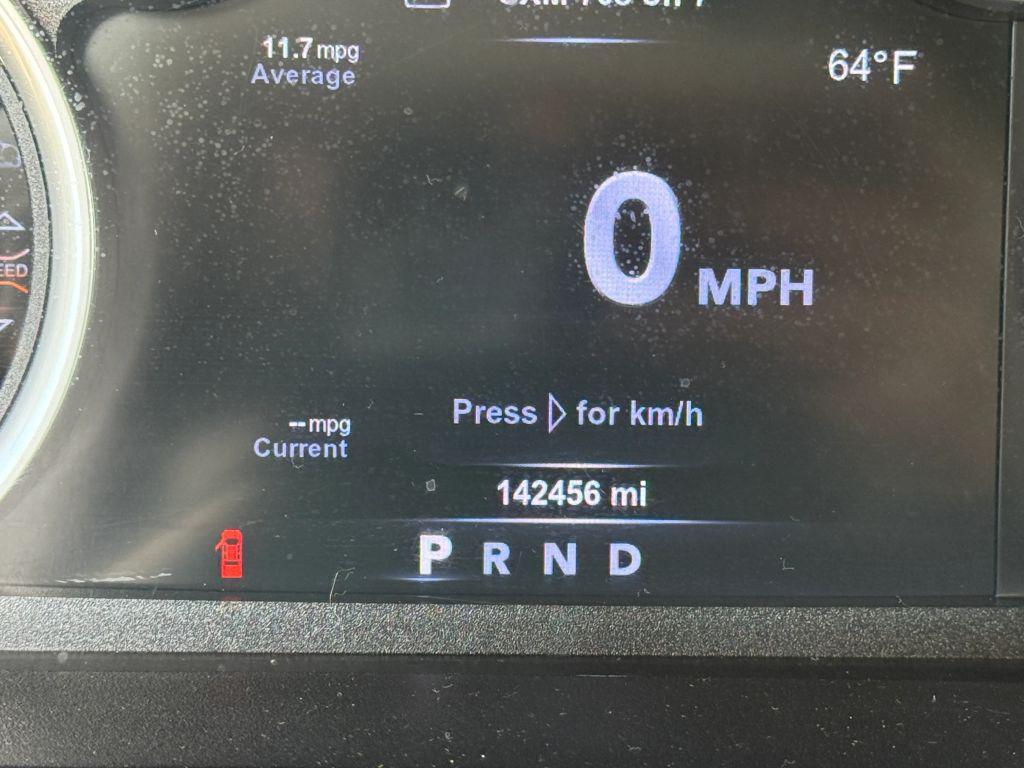 11.7 mpg
Average
64°F
0 MPH
Press ▷ for km/h
-- mpg
Current
142456 mi
P R N D